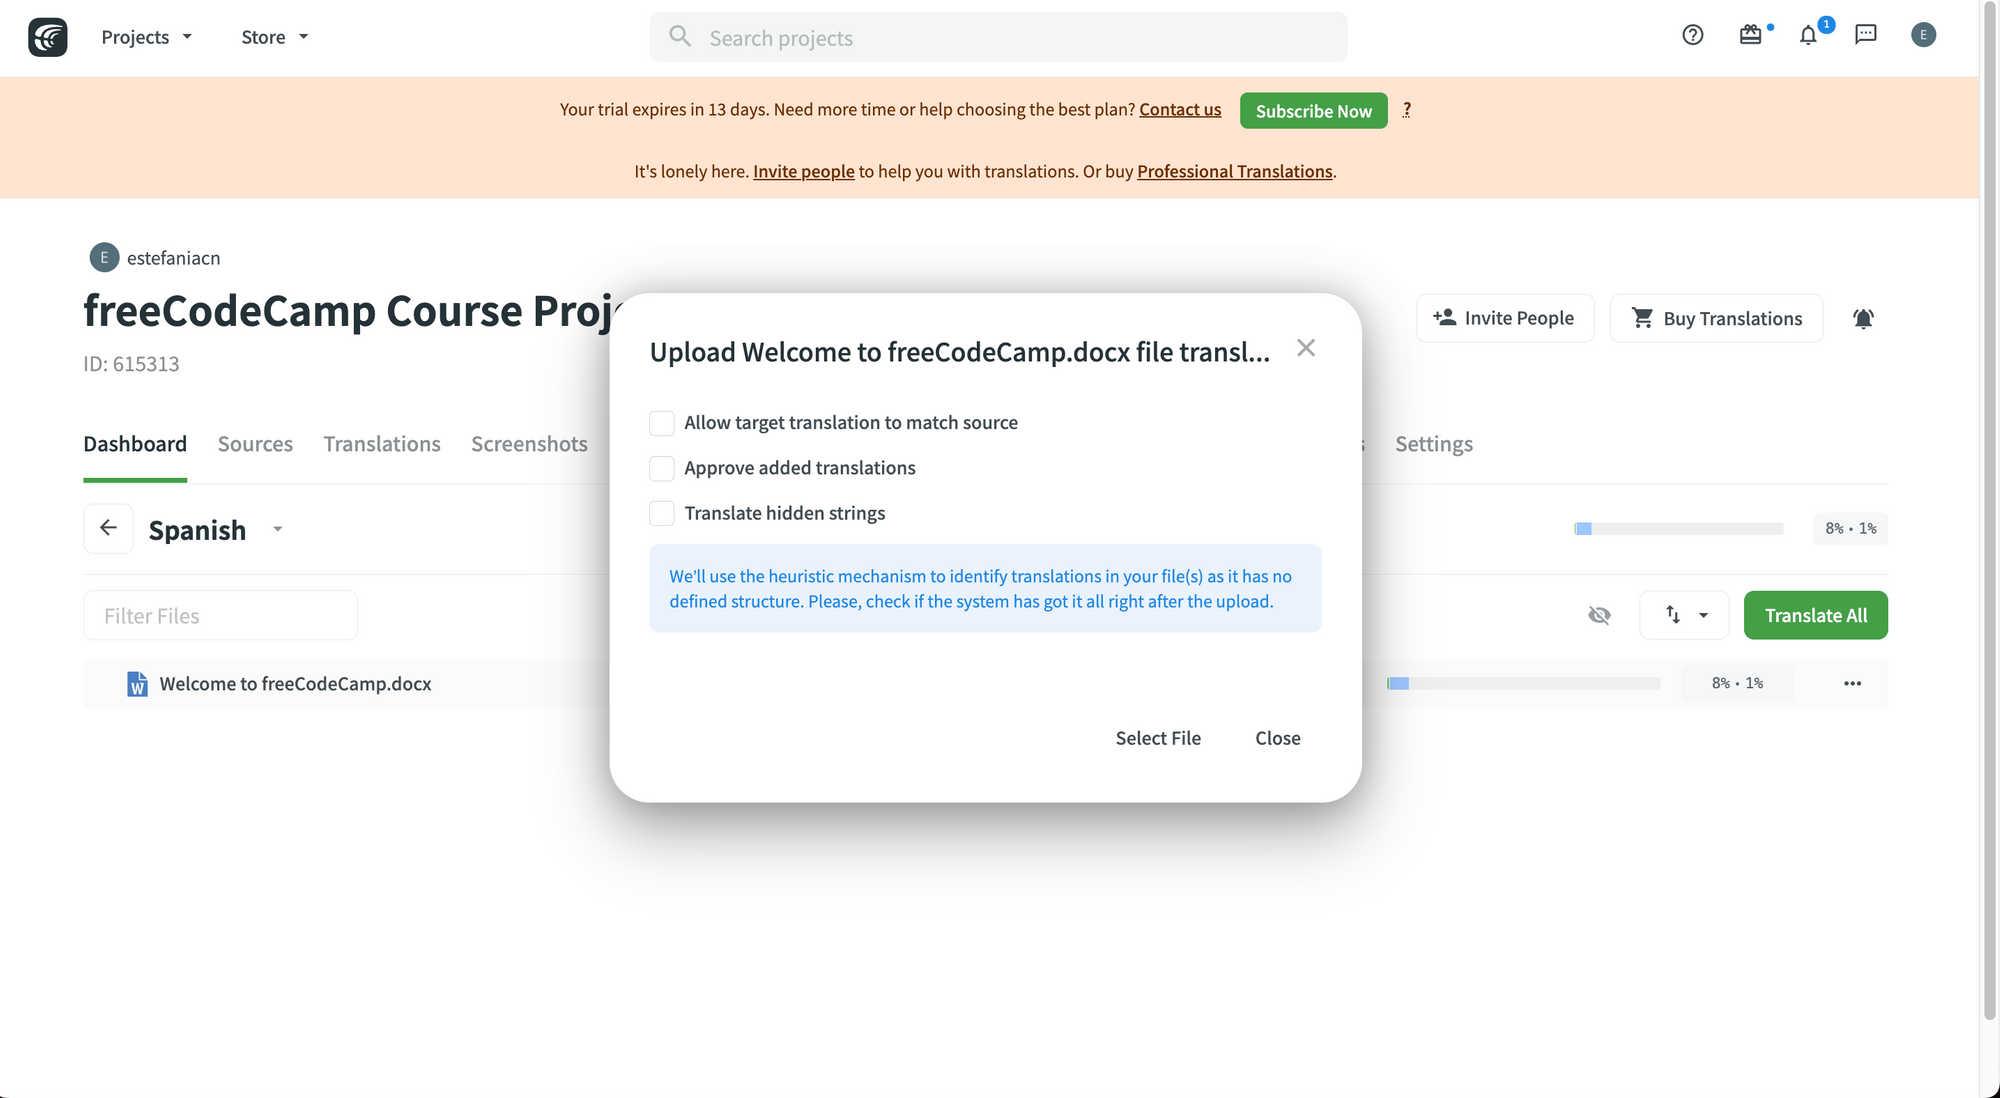 Projects
Store
Search projects
1
E
Your trial expires in 13 days. Need more time or help choosing the best plan? Contact us
Subscribe Now
?
It's lonely here. Invite people to help you with translations. Or buy Professional Translations.
E
estefaniacn
freeCodeCamp Course Proj
ID: 615313
Invite People
Buy Translations
Dashboard
Sources
Translations
Screenshots
s
Settings
Spanish
8% • 1%
Filter Files
Translate All
W
Welcome to freeCodeCamp.docx
8% • 1%
Upload Welcome to freeCodeCamp.docx file transl...
Allow target translation to match source
Approve added translations
Translate hidden strings
We'll use the heuristic mechanism to identify translations in your file(s) as it has no
defined structure. Please, check if the system has got it all right after the upload.
Select File
Close